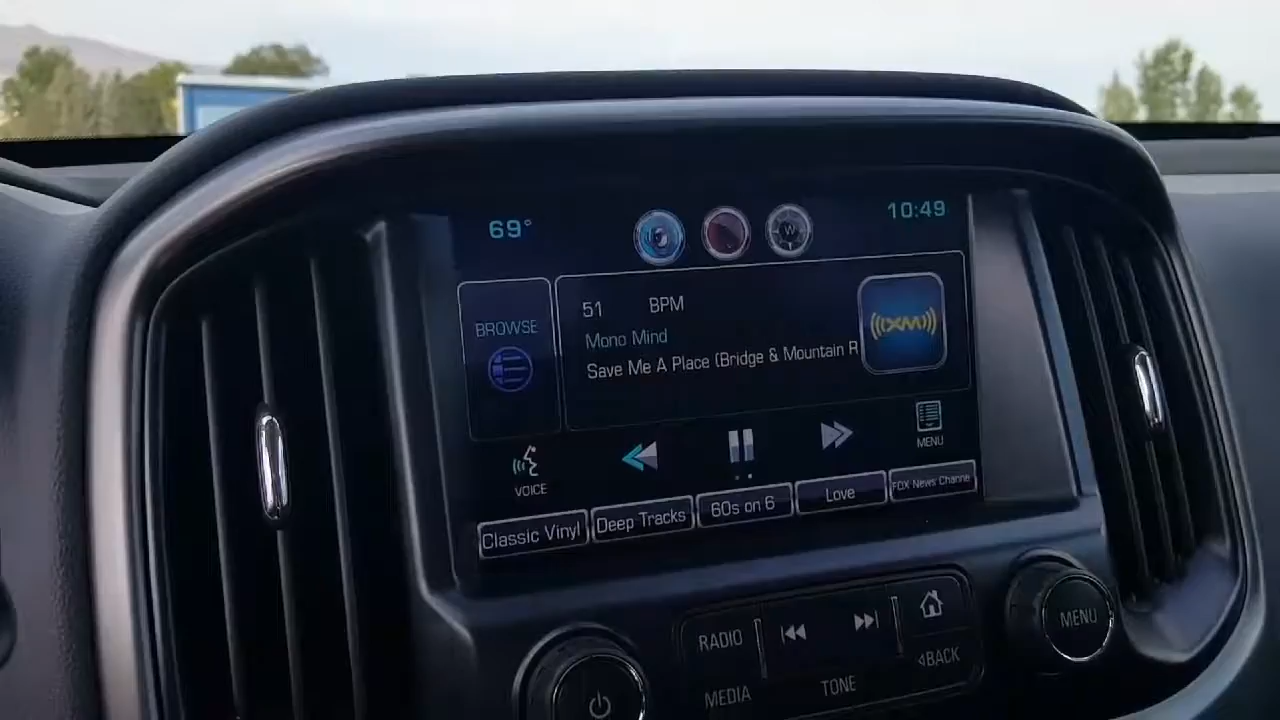 69°
10:49
W
BROWSE
51 BPM
Mono Mind
Save Me A Place (Bridge & Mountain R
((XM))
VOICE
MENU
Classic Vinyl
Deep Tracks
60s on 6
Love
FOX News Channe
RADIO
MENU
BACK
MEDIA
TONE